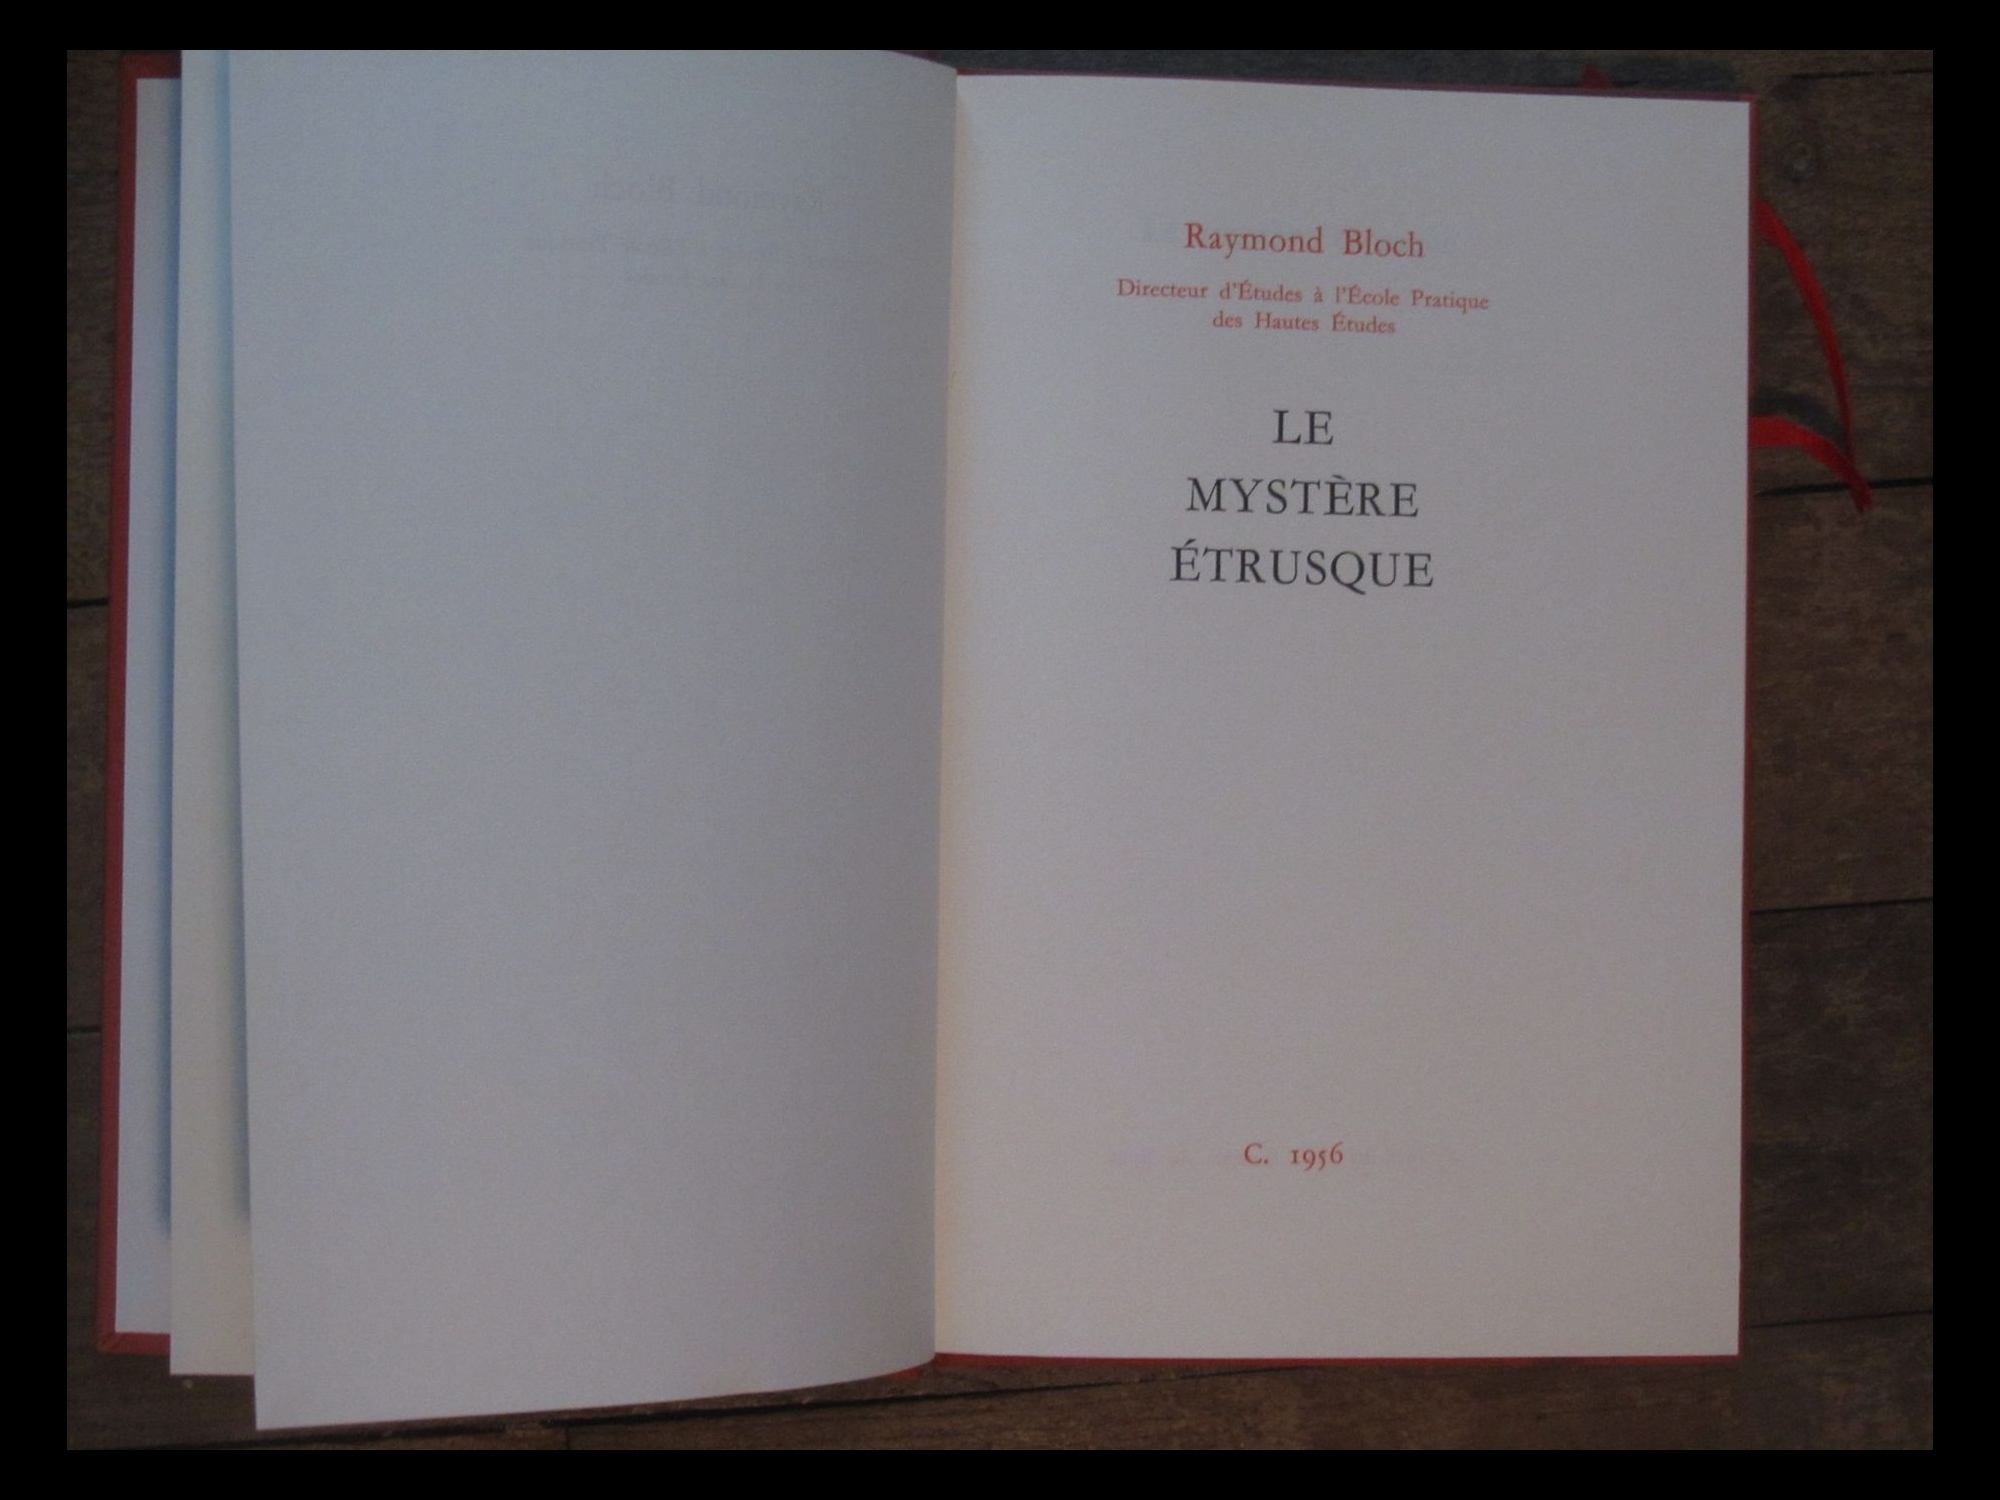 Raymond Bloch
Directeur d'Études à l'École Pratique
des Hautes Études
LE
MYSTÈRE
ÉTRUSQUE
C. 1956